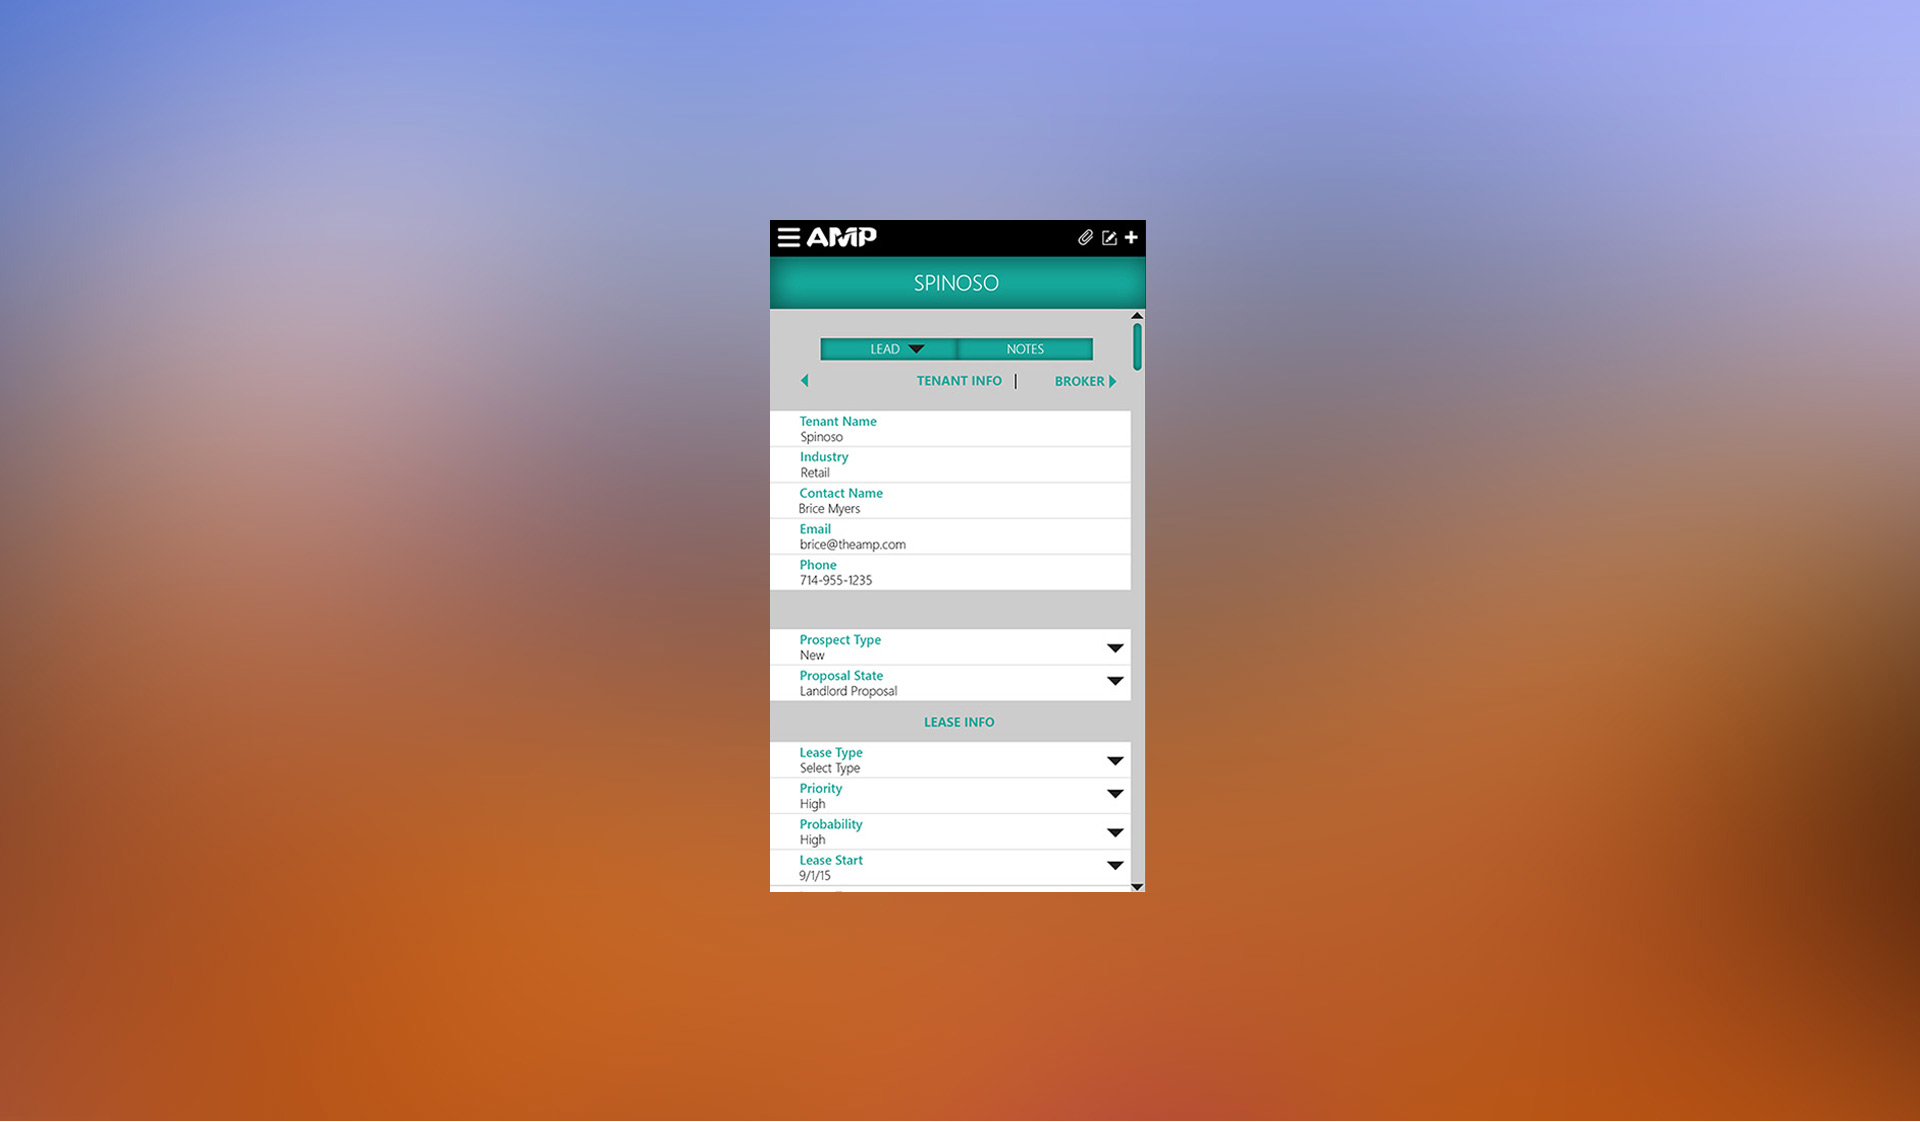 AMP
SPINOSO
LEAD NOTES
TENANT INFO | BROKER
Tenant Name
Spinoso
Industry
Retail
Contact Name
Brice Myers
Email
brice@theamp.com
Phone
714-955-1235
Prospect Type
New
Proposal State
Landlord Proposal
LEASE INFO
Lease Type
Select Type
Priority
High
Probability
High
Lease Start
9/1/15